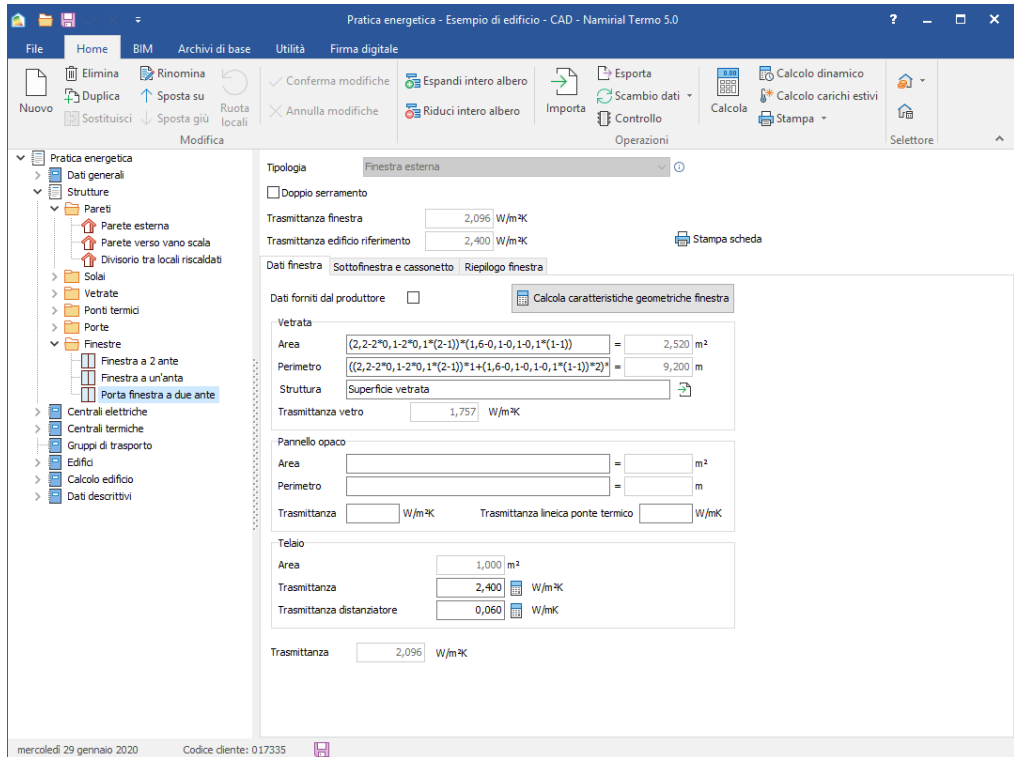 Pratica energetica - Esempio di edificio - CAD - Namirial Termo 5.0
File Home BIM Archivi di base Utilità Firma digitale
Nuovo
Elimina
Duplica
Sostituisci
Rinomina
Sposta su
Sposta giù
Ruota locali
Modifica
Conferma modifiche
Annulla modifiche
Espandi intero albero
Riduci intero albero
Importa
Esporta
Scambio dati
Controllo
Operazioni
0.00
Calcola
Calcolo dinamico
Calcolo carichi estivi
Stampa
Selettore
Pratica energetica
Dati generali
Strutture
Pareti
Parete esterna
Parete verso vano scala
Divisorio tra locali riscaldati
Solai
Vetrate
Ponti termici
Porte
Finestre
Finestra a 2 ante
Finestra a un'anta
Porta finestra a due ante
Centrali elettriche
Centrali termiche
Gruppi di trasporto
Edifici
Calcolo edificio
Dati descrittivi
Tipologia Finestra esterna
Doppio serramento
Trasmittanza finestra 2,096 W/m²K
Trasmittanza edificio riferimento 2,400 W/m²K
Stampa scheda
Dati finestra Sottofinestra e cassonetto Riepilogo finestra
Dati forniti dal produttore
Calcola caratteristiche geometriche finestra
Vetrata
Area (2,2-2*0,1-2*0,1*(2-1))*(1,6-0,1-0,1-0,1*(1-1)) = 2,520 m²
Perimetro ((2,2-2*0,1-2*0,1*(2-1))*1+(1,6-0,1-0,1-0,1*(1-1))*2)* = 9,200 m
Struttura Superficie vetrata
Trasmittanza vetro 1,757 W/m²K
Pannello opaco
Area = m²
Perimetro = m
Trasmittanza W/m²K Trasmittanza lineica ponte termico W/mK
Telaio
Area 1,000 m²
Trasmittanza 2,400 W/m²K
Trasmittanza distanziatore 0,060 W/mK
Trasmittanza 2,096 W/m²K
mercoledì 29 gennaio 2020 Codice cliente: 017335